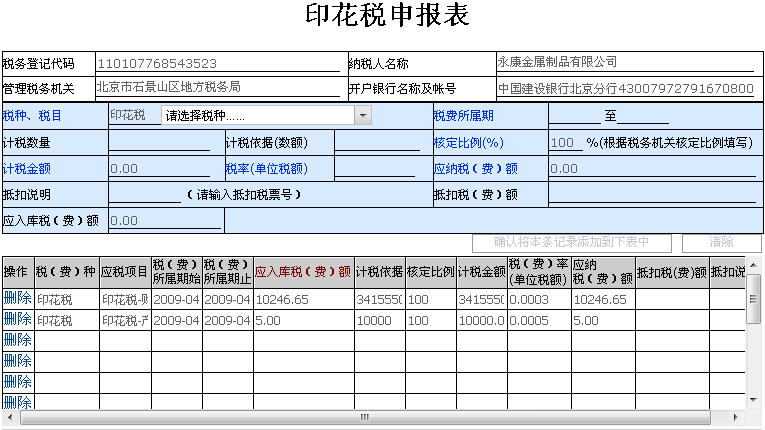 印花税申报表
税务登记代码 110107768543523 纳税人名称 永康金属制品有限公司
管理税务机关 北京市石景山区地方税务局 开户银行名称及帐号 中国建设银行北京分行43007972791670800
税种、税目 印花税 请选择税种...... 税费所属期 至
计税数量 计税依据(数额) 核定比例(%) 100 %(根据税务机关核定比例填写)
计税金额 0.00 税率(单位税额) 应纳税（费）额 0.00
抵扣说明 （请输入抵扣税票号） 抵扣税（费）额
应入库税（费）额 0.00
确认将本条记录添加到下表中 清除
操作 税（费）种 应税项目 税（费）所属期始 税（费）所属期止 应入库税（费）额 计税依据 核定比例 计税金额 税（费）率(单位税额) 应纳税（费）额 抵扣税(费)额 抵扣说
删除 印花税 印花税- 2009-04 2009-04 10246.65 3415550 100 3415550 0.0003 10246.65
删除 印花税 印花税-产 2009-04 2009-04 5.00 10000 100 10000.0 0.0005 5.00
删除
删除
删除
删除